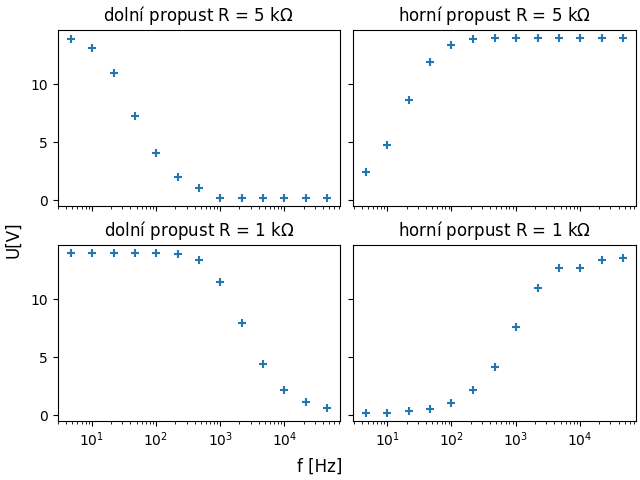 dolní propust R = 5 kΩ
horní porpust R = 5 kΩ
10
5
0
dolní propust R = 1 kΩ
horní porpust R = 1 kΩ
U[V]
10
5
0
10¹ 10² 10³ 10⁴
10¹ 10² 10³ 10⁴
f [Hz]